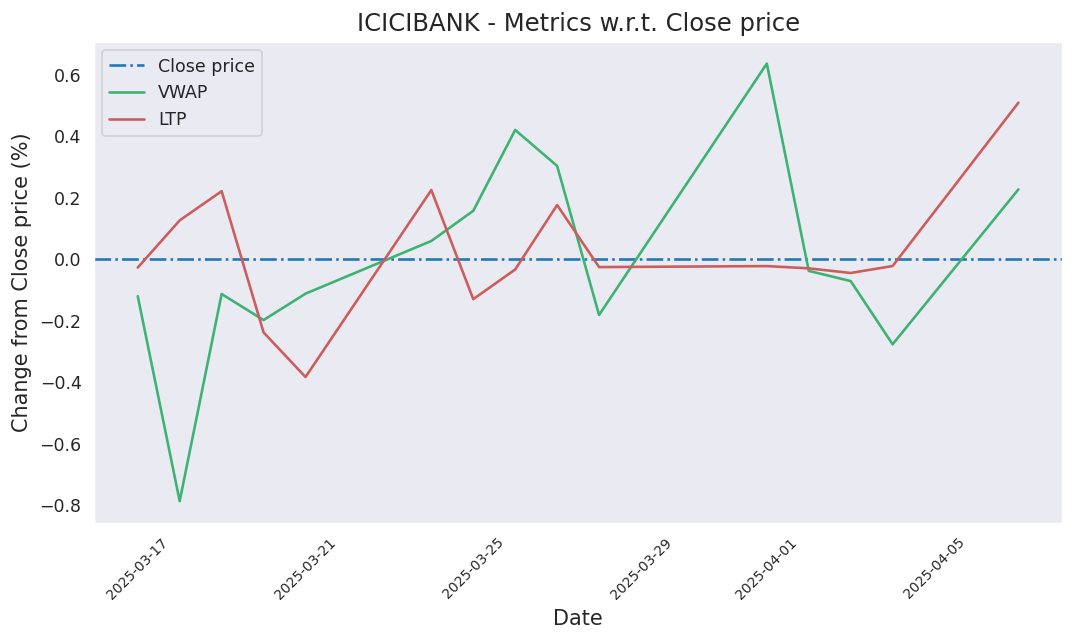 ICICIBANK - Metrics w.r.t. Close price
Close price
VWAP
LTP
Change from Close price (%)
0.6
0.4
0.2
0.0
−0.2
−0.4
−0.6
−0.8
2025-03-17
2025-03-21
2025-03-25
2025-03-29
2025-04-01
2025-04-05
Date